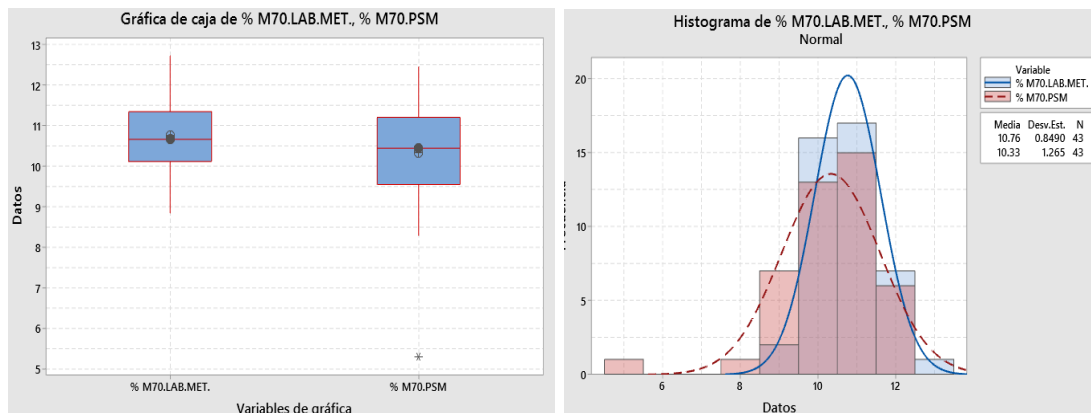 Gráfica de caja de % M70.LAB.MET., % M70.PSM
13
12
11
10
9
8
7
6
5
Datos
% M70.LAB.MET.
% M70.PSM
Variables de gráfica
Histograma de % M70.LAB.MET., % M70.PSM
Normal
20
15
10
5
0
6
8
10
12
Datos
Variable
% M70.LAB.MET.
% M70.PSM
Media Desv.Est. N
10.76 0.8490 43
10.33 1.265 43